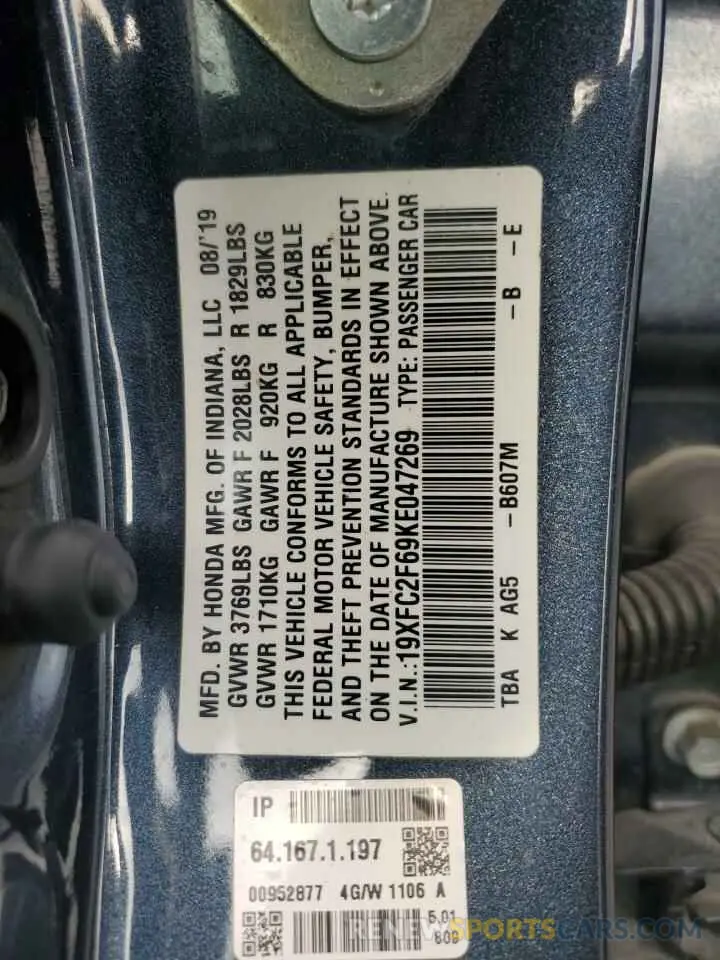 MFD. BY HONDA MFG. OF INDIANA, LLC 08/'19
GVWR 3769LBS GAWR F 2028LBS R 1829LBS
GVWR 1710KG GAWR F 920KG R 830KG
THIS VEHICLE CONFORMS TO ALL APPLICABLE
FEDERAL MOTOR VEHICLE SAFETY, BUMPER,
AND THEFT PREVENTION STANDARDS IN EFFECT
ON THE DATE OF MANUFACTURE SHOWN ABOVE.
V.I.N.:19XFC2F69KE047269 TYPE: PASSENGER CAR
TBA K AG5 -B607M -B -E
IP
64.167.1.197
00952877 4G/W 1106 A
5.01
609
RENEWSPORTSCARS.COM